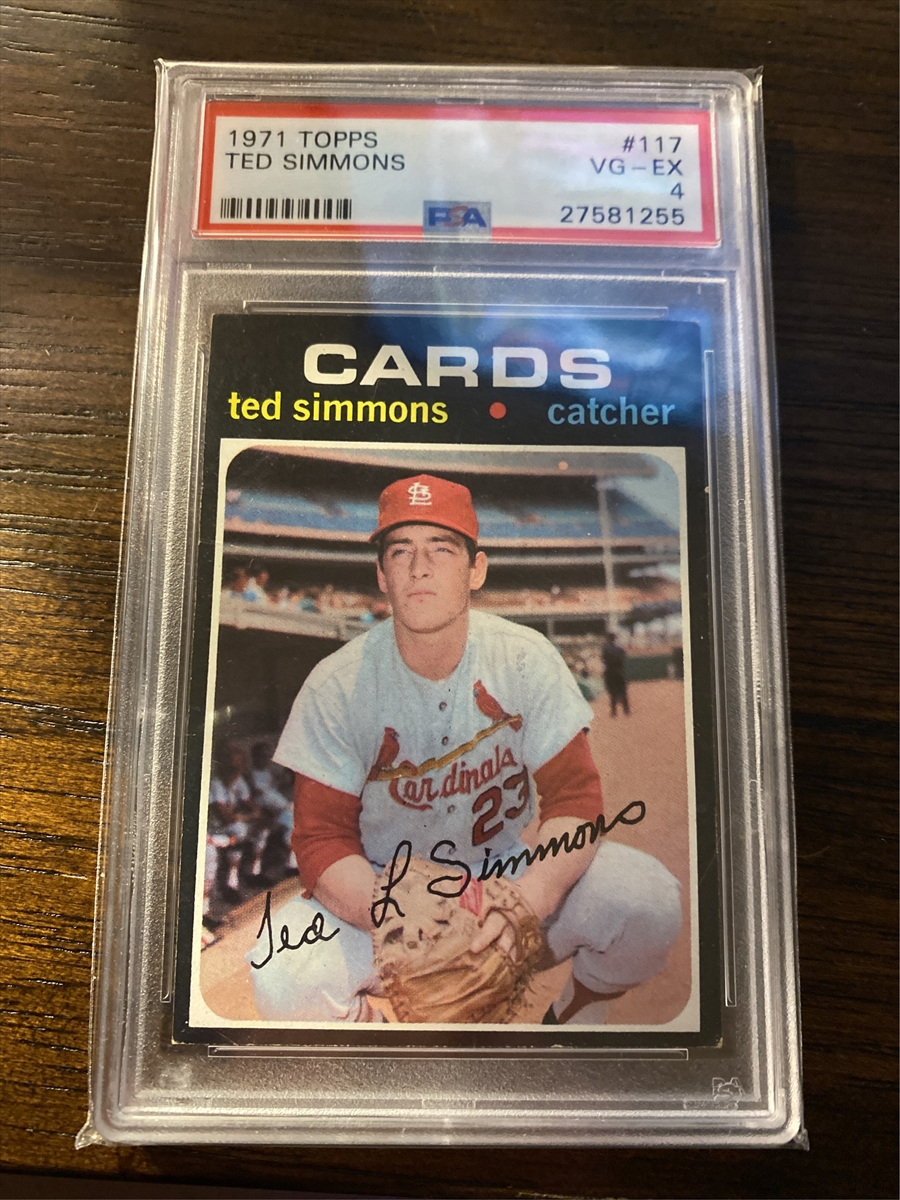 1971 TOPPS #117
TED SIMMONS VG-EX
4
27581255
PSA
CARDS
ted simmons • catcher
StL
Cardinals
23
Ted L Simmons
PSA